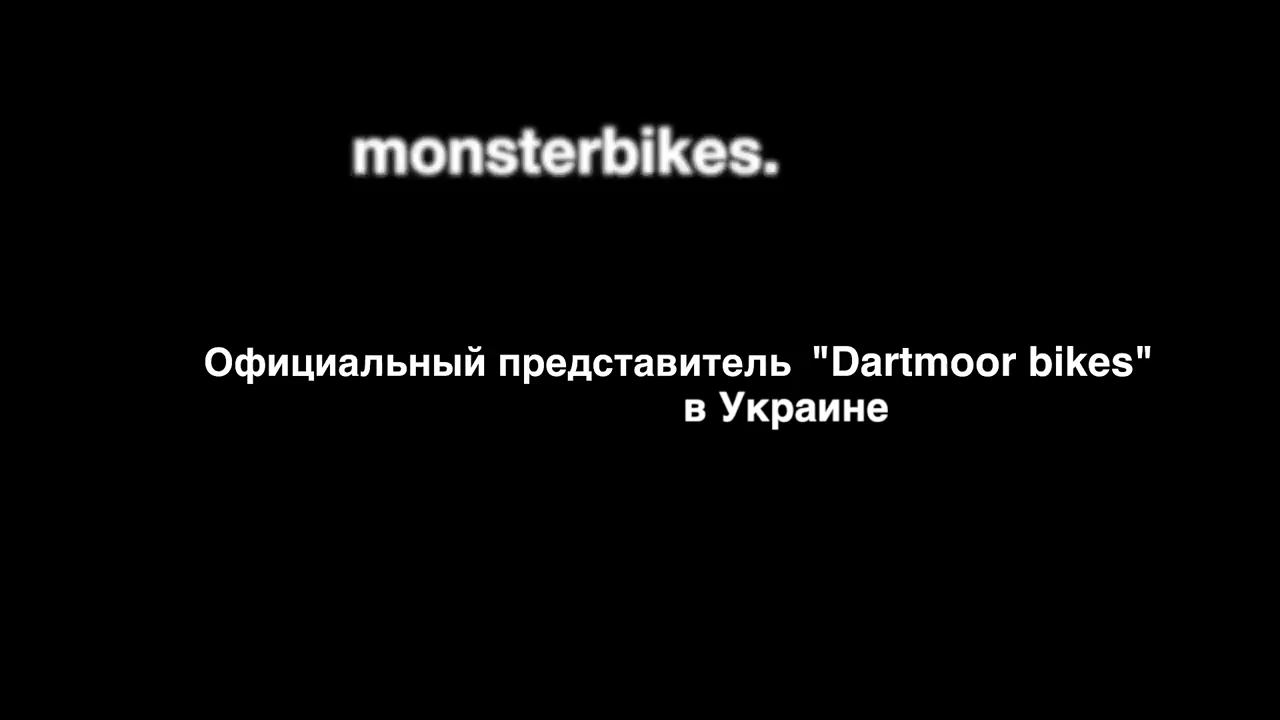 monsterbikes.
Официальный представитель "Dartmoor bikes"
в Украине